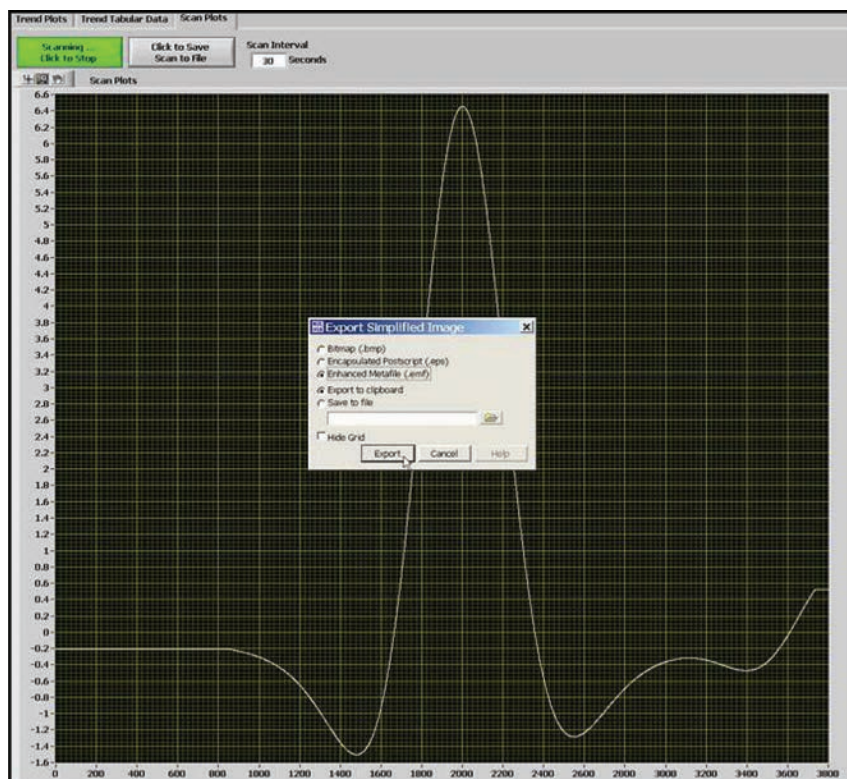 Trend Plots Trend Tabular Data Scan Plots
Scanning ...
Click to Stop
Click to Save
Scan to File
Scan Interval
30 Seconds
Scan Plots
6.6
6.4
6.2
6
5.8
5.6
5.4
5.2
5
4.8
4.6
4.4
4.2
4
3.8
3.6
3.4
3.2
3
2.8
2.6
2.4
2.2
2
1.8
1.6
1.4
1.2
1
0.8
0.6
0.4
0.2
0
-0.2
-0.4
-0.6
-0.8
-1
-1.2
-1.4
-1.6
0 200 400 600 800 1000 1200 1400 1600 1800 2000 2200 2400 2600 2800 3000 3200 3400 3600 3800
Export Simplified Image
Bitmap (.bmp)
Encapsulated Postscript (.eps)
Enhanced Metafile (.emf)
Export to clipboard
Save to file
Hide Grid
Export Cancel Help